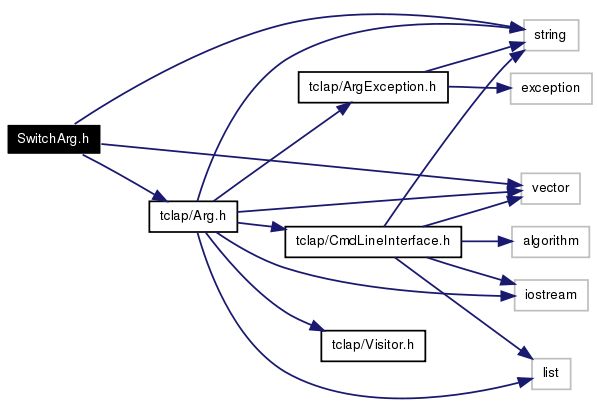 string
tclap/ArgException.h
exception
SwitchArg.h
vector
tclap/Arg.h
tclap/CmdLineInterface.h
algorithm
iostream
tclap/Visitor.h
list